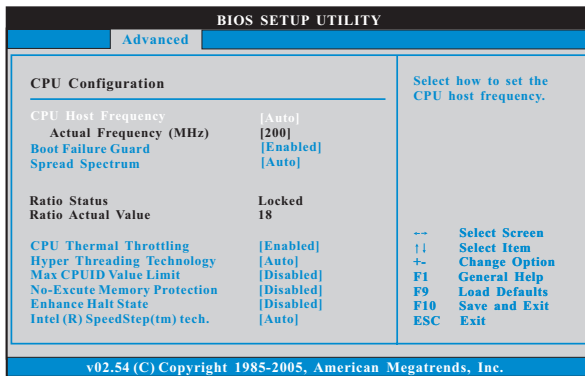 BIOS SETUP UTILITY
Advanced
CPU Configuration
CPU Host Frequency [Auto]
Actual Frequency (MHz) [200]
Boot Failure Guard [Enabled]
Spread Spectrum [Auto]
Ratio Status Locked
Ratio Actual Value 18
CPU Thermal Throttling [Enabled]
Hyper Threading Technology [Auto]
Max CPUID Value Limit [Disabled]
No-Excute Memory Protection [Disabled]
Enhance Halt State [Disabled]
Intel (R) SpeedStep(tm) tech. [Auto]
Select how to set the
CPU host frequency.
←→ Select Screen
↑↓ Select Item
+- Change Option
F1 General Help
F9 Load Defaults
F10 Save and Exit
ESC Exit
v02.54 (C) Copyright 1985-2005, American Megatrends, Inc.